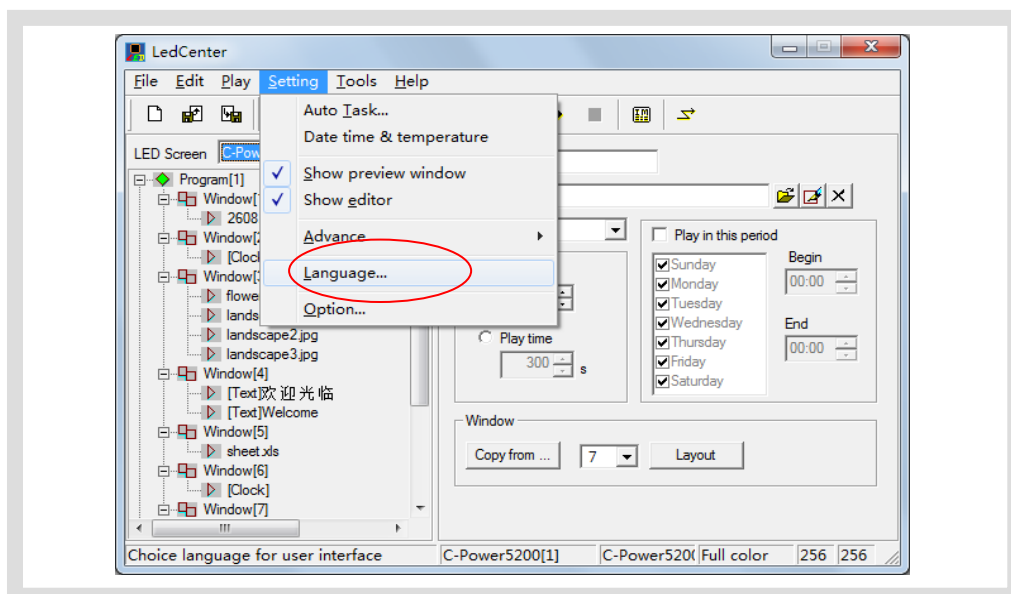 LedCenter
File Edit Play Setting Tools Help
Auto Task...
Date time & temperature
Show preview window
Show editor
Advance
Language...
Option...
LED Screen C-Pow
Program[1]
Window[
2608
Window[
[Cloc
Window[
flowe
lands
landscape2.jpg
landscape3.jpg
Window[4]
[Text]欢迎光临
[Text]Welcome
Window[5]
sheet.xls
Window[6]
[Clock]
Window[7]
Play in this period
Sunday
Monday
Tuesday
Wednesday
Thursday
Friday
Saturday
Begin
00:00
End
00:00
Play time
300 s
Window
Copy from ... 7 Layout
Choice language for user interface C-Power5200[1] C-Power520( Full color 256 256